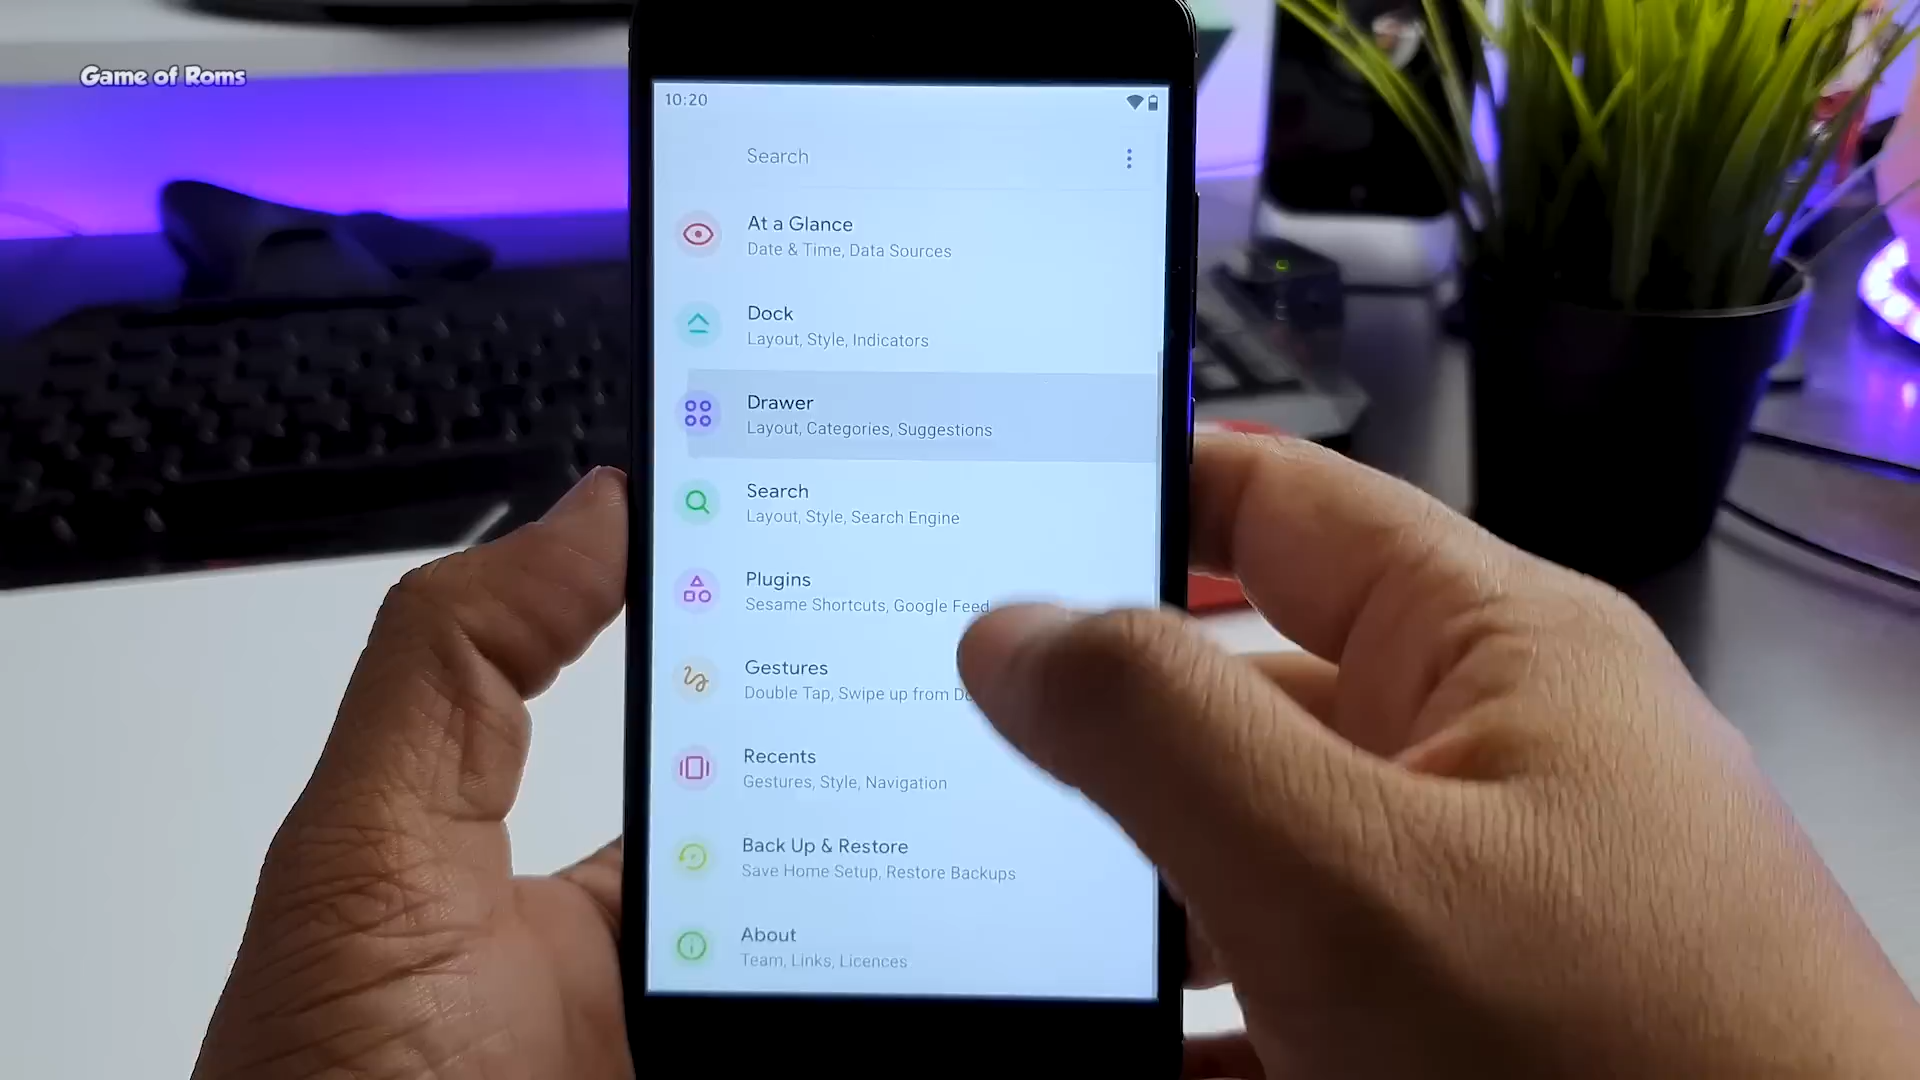 Game of Roms
10:20
Search
At a Glance
Date & Time, Data Sources
Dock
Layout, Style, Indicators
Drawer
Layout, Categories, Suggestions
Search
Layout, Style, Search Engine
Plugins
Sesame Shortcuts, Google Feed
Gestures
Double Tap, Swipe up from
Recents
Gestures, Style, Navigation
Back Up & Restore
Save Home Setup, Restore Backups
About
Team, Links, Licences